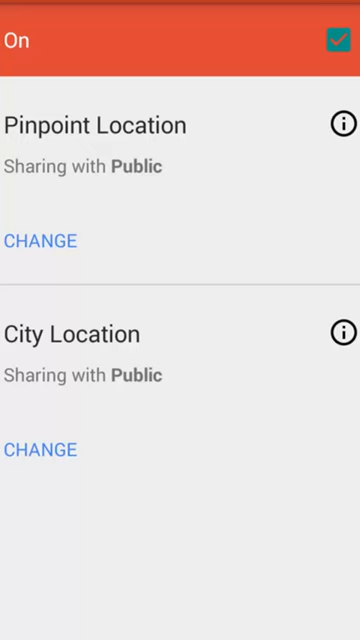 On
Pinpoint Location
Sharing with Public
CHANGE
City Location
Sharing with Public
CHANGE